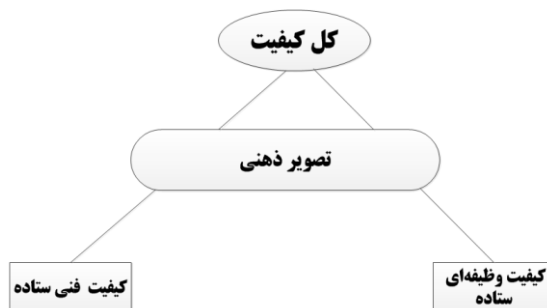 کل کیفیت
تصویر ذهنی
کیفیت وظیفه‌ای
ستاده
کیفیت فنی ستاده